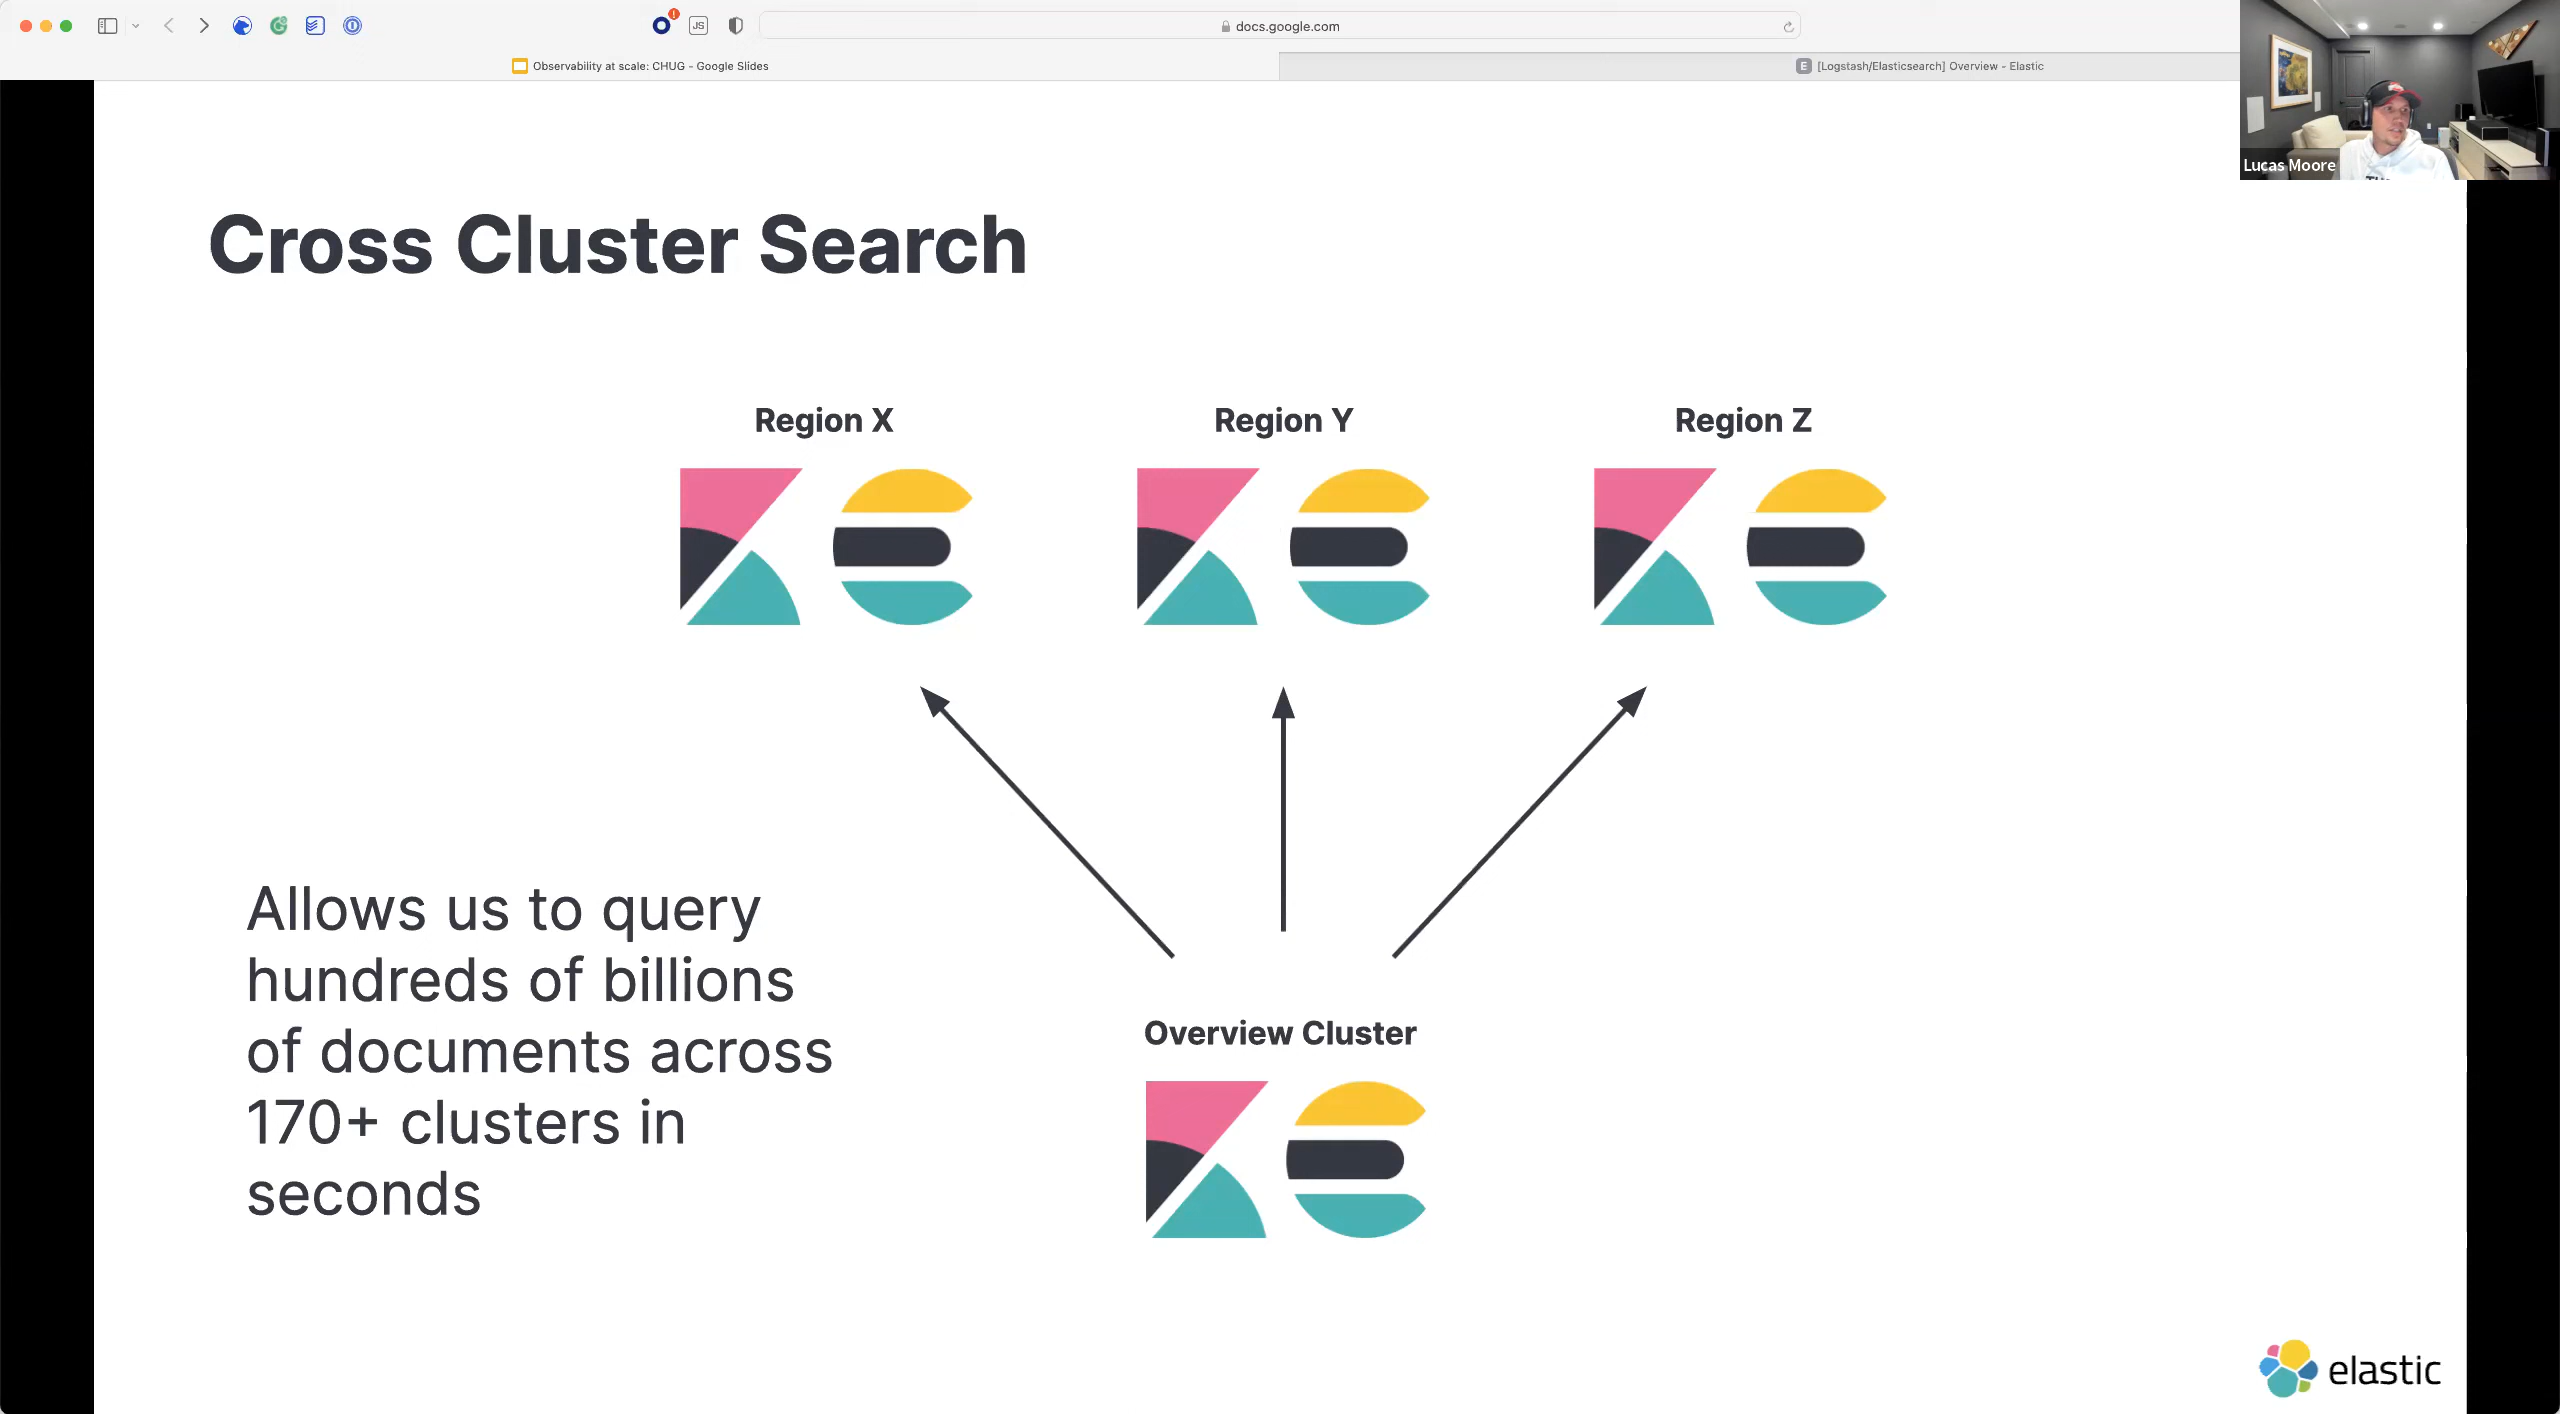 JS
docs.google.com
Observability at scale: CHUG - Google Slides
E [Logstash/Elasticsearch] Overview - Elastic
Lucas Moore
Cross Cluster Search
Region X
Region Y
Region Z
Allows us to query
hundreds of billions
of documents across
170+ clusters in
seconds
Overview Cluster
elastic